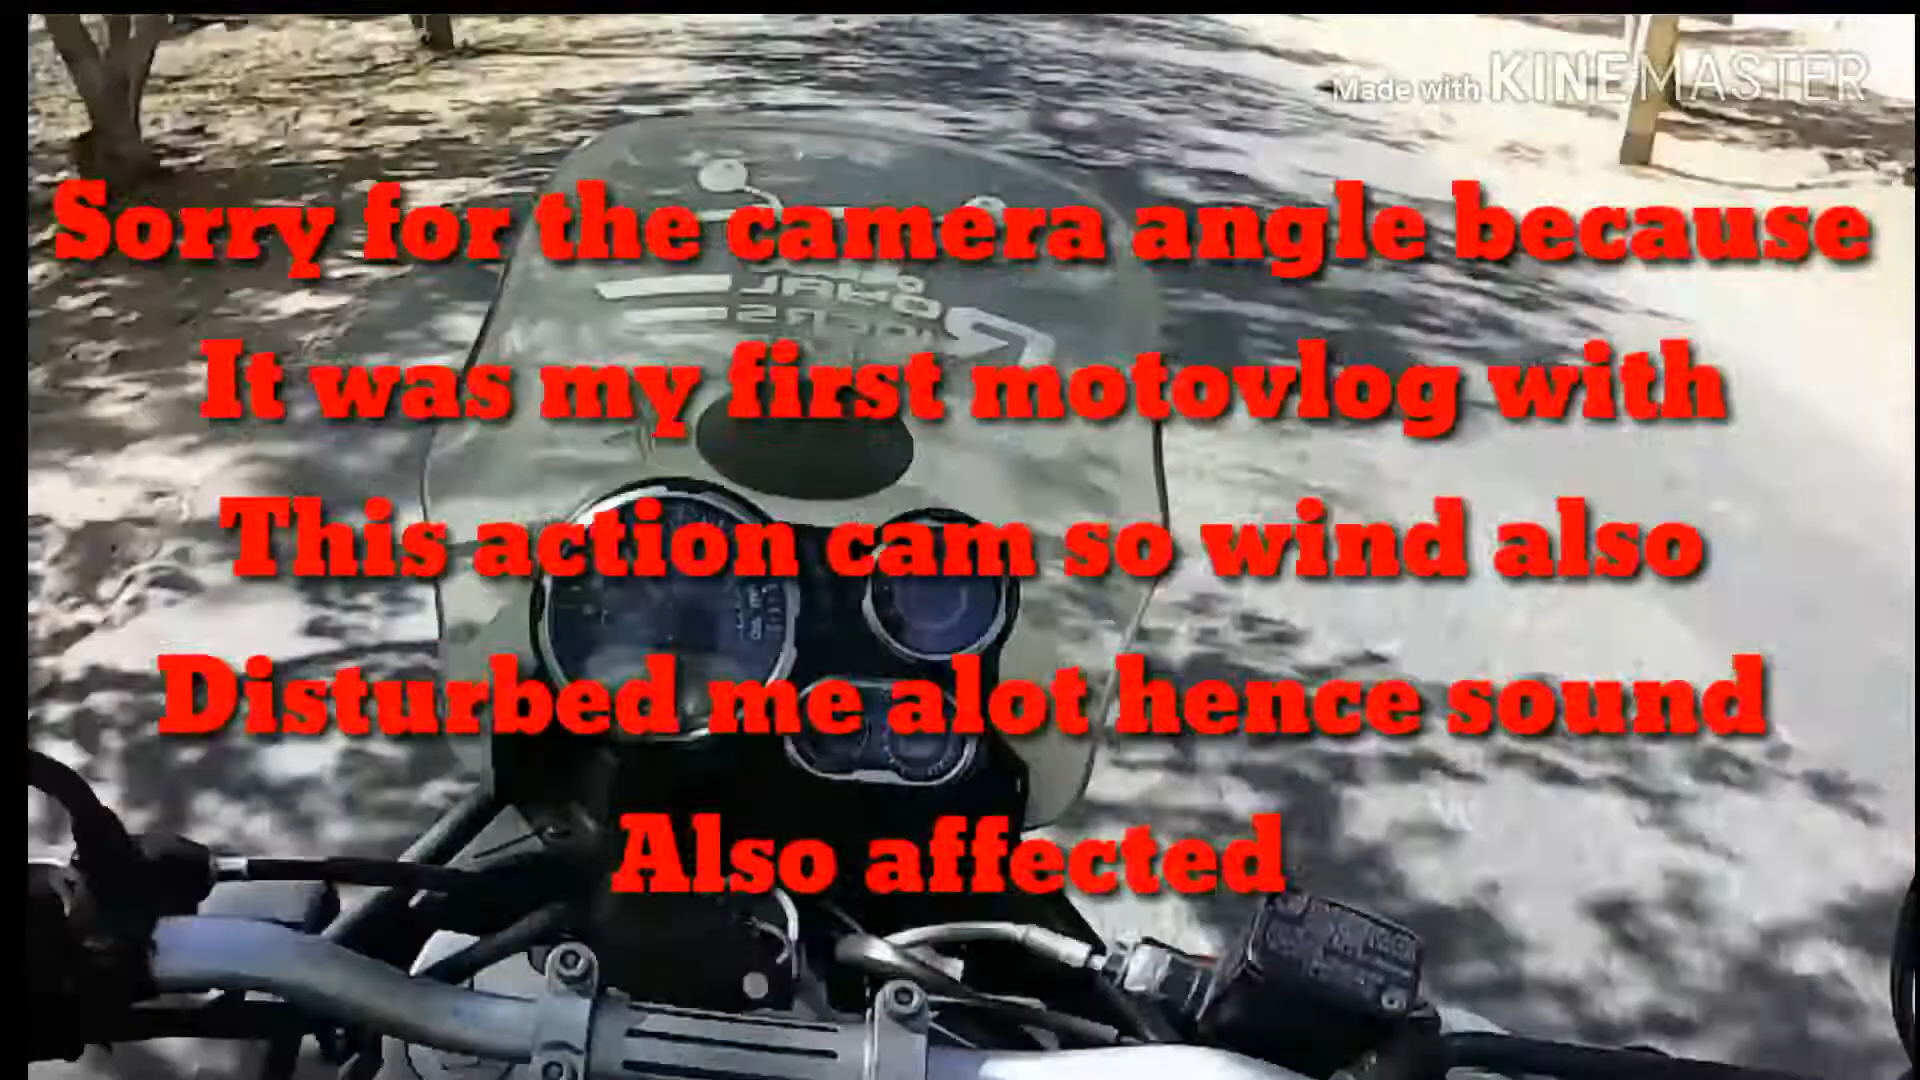 Made with KINEMASTER
Sorry for the camera angle because
It was my first motovlog with
This action cam so wind also
Disturbed me alot hence sound
Also affected